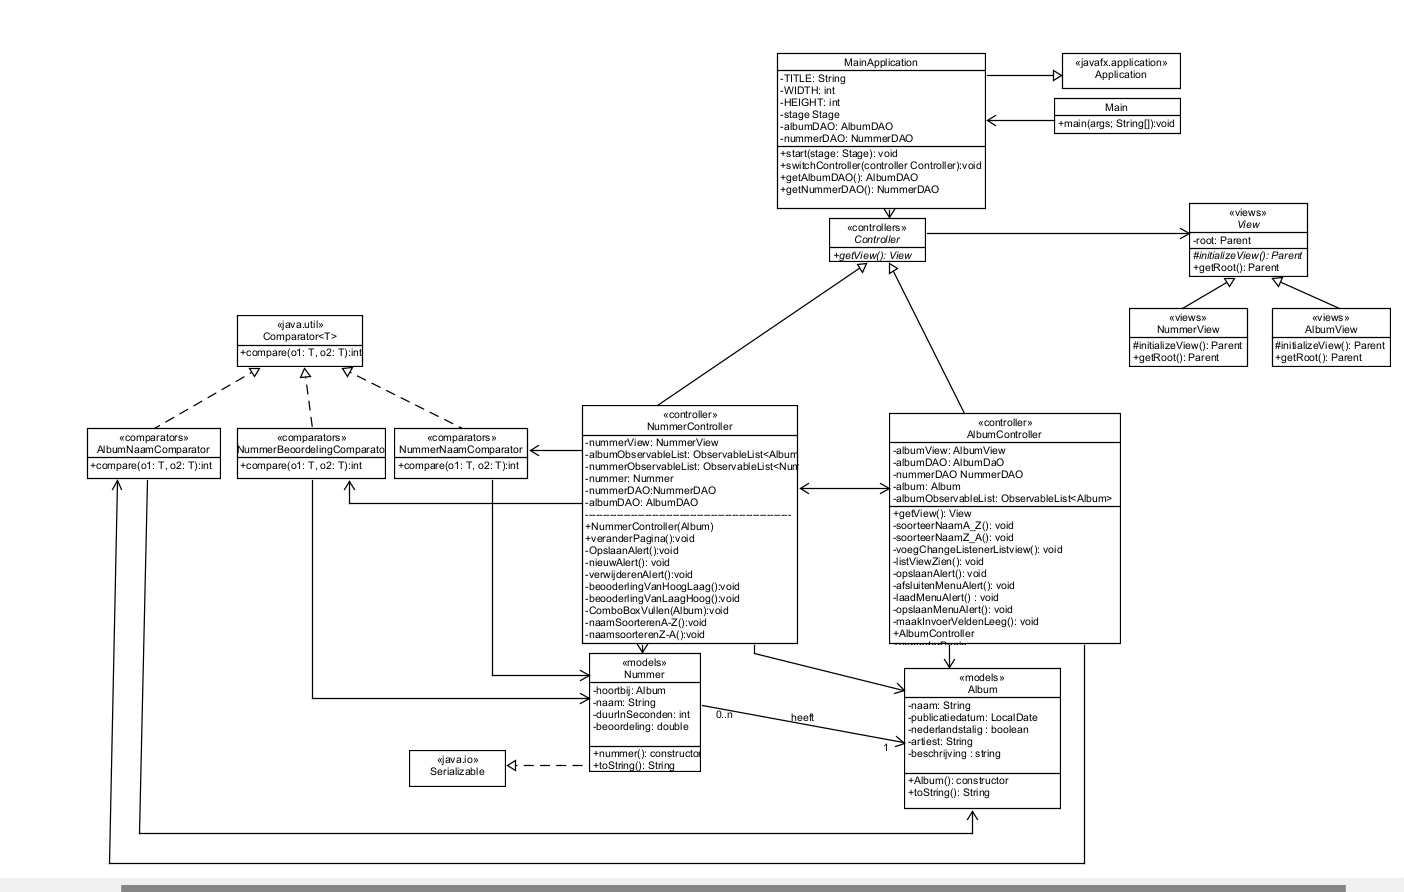 MainApplication
-TITLE: String
-WIDTH: int
-HEIGHT: int
-stage Stage
-albumDAO: AlbumDAO
-nummerDAO: NummerDAO
+start(stage: Stage): void
+switchController(controller Controller):void
+getAlbumDAO(): AlbumDAO
+getNummerDAO(): NummerDAO
«javafx.application»
Application
Main
+main(args; String[]):void
«controllers»
Controller
+getView(): View
«views»
View
-root: Parent
#initializeView(): Parent
+getRoot(): Parent
«views»
NummerView
#initializeView(): Parent
+getRoot(): Parent
«views»
AlbumView
#initializeView(): Parent
+getRoot(): Parent
«java.util»
Comparator<T>
+compare(o1: T, o2: T):int
«comparators»
AlbumNaamComparator
+compare(o1: T, o2: T):int
«comparators»
NummerBeoordelingComparato
+compare(o1: T, o2: T):int
«comparators»
NummerNaamComparator
+compare(o1: T, o2: T):int
«controller»
NummerController
-nummerView: NummerView
-albumObservableList: ObservableList<Album
-nummerObservableList: ObservableList<Num
-nummer: Nummer
-nummerDAO:NummerDAO
-albumDAO: AlbumDAO
+NummerController(Album)
+veranderPagina():void
-OpslaanAlert():void
-nieuwAlert(): void
-verwijderenAlert():void
-beooderlingVanHoogLaag():void
-beooderlingVanLaagHoog():void
-ComboBoxVullen(Album):void
-naamSoorterenA-Z():void
-naamsoorterenZ-A():void
«controller»
AlbumController
-albumView: AlbumView
-albumDAO: AlbumDaO
-nummerDAO NummerDAO
-album: Album
-albumObservableList: ObservableList<Album>
+getView(): View
-soorteerNaamA_Z(): void
-soorteerNaamZ_A(): void
-voegChangeListenerListview(): void
-listViewZien(): void
-opslaanAlert(): void
-afsluitenMenuAlert(): void
-laadMenuAlert() : void
-opslaanMenuAlert(): void
-maakInvoerVeldenLeeg(): void
+AlbumController
«models»
Nummer
-hoortbij: Album
-naam: String
-duurInSeconden: int
-beoordeling: double
+nummer(): constructor
+toString(): String
0..n
heeft
1
«models»
Album
-naam: String
-publicatiedatum: LocalDate
-nederlandstalig : boolean
-artiest: String
-beschrijving : string
+Album(): constructor
+toString(): String
«java.io»
Serializable